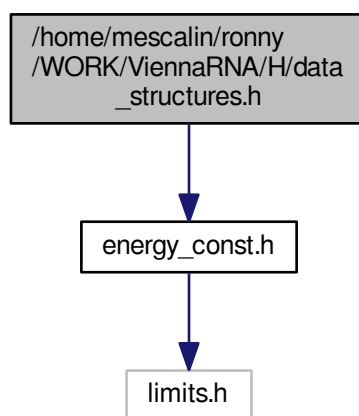 /home/mescalin/ronny
/WORK/ViennaRNA/H/data
_structures.h
energy_const.h
limits.h